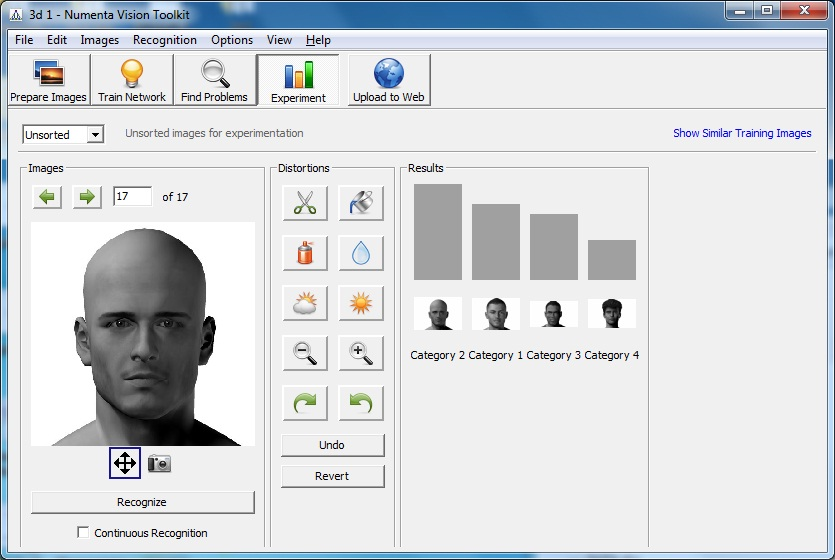 3d 1 - Numenta Vision Toolkit
File Edit Images Recognition Options View Help
Prepare Images Train Network Find Problems Experiment Upload to Web
Unsorted Unsorted images for experimentation Show Similar Training Images
Images Distortions Results
17 of 17
Category 2 Category 1 Category 3 Category 4
Undo
Revert
Recognize
Continuous Recognition